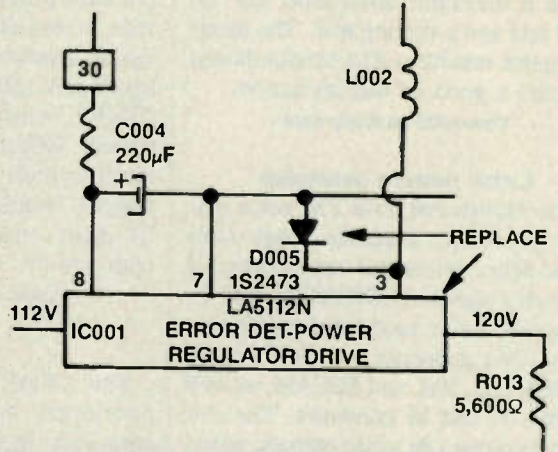 30
L002
C004
220µF
+
REPLACE
D005
8
7
1S2473
3
LA5112N
112V
IC001
ERROR DET-POWER
REGULATOR DRIVE
120V
R013
5,600Ω